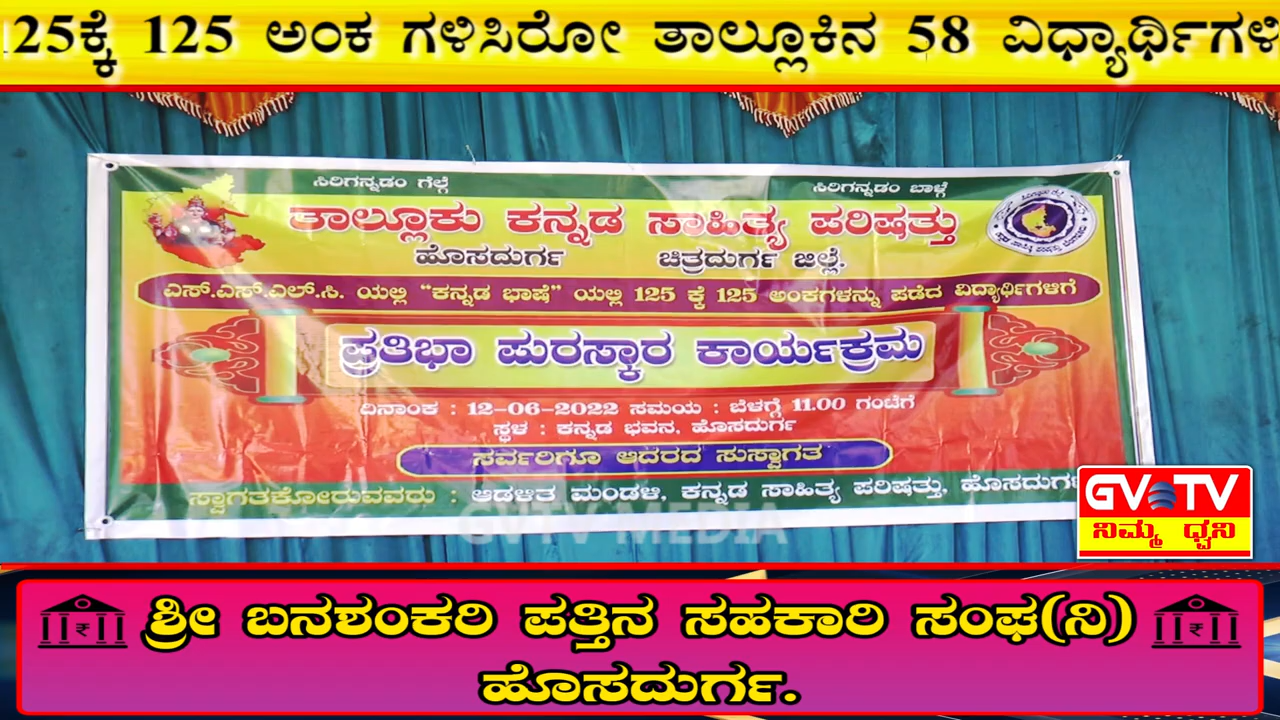 125ಕ್ಕೆ 125 ಅಂಕ ಗಳಿಸಿರೋ ತಾಲ್ಲೂಕಿನ 58 ವಿಧ್ಯಾರ್ಥಿಗಳಿ
ಸಿರಿಗನ್ನಡಂ ಗೆಲ್ಗೆ ಸಿರಿಗನ್ನಡಂ ಬಾಳ್ಗೆ
ತಾಲ್ಲೂಕು ಕನ್ನಡ ಸಾಹಿತ್ಯ ಪರಿಷತ್ತು
ಹೊಸದುರ್ಗ ಚಿತ್ರದುರ್ಗ ಜಿಲ್ಲೆ.
ಎಸ್.ಎಸ್.ಎಲ್.ಸಿ. ಯಲ್ಲಿ “ಕನ್ನಡ ಭಾಷೆ” ಯಲ್ಲಿ 125 ಕ್ಕೆ 125 ಅಂಕಗಳನ್ನು ಪಡೆದ ವಿದ್ಯಾರ್ಥಿಗಳಿಗೆ
ಪ್ರತಿಭಾ ಪುರಸ್ಕಾರ ಕಾರ್ಯಕ್ರಮ
ದಿನಾಂಕ : 12-06-2022 ಸಮಯ : ಬೆಳಗ್ಗೆ 11.00 ಗಂಟೆಗೆ
ಸ್ಥಳ : ಕನ್ನಡ ಭವನ, ಹೊಸದುರ್ಗ
ಸರ್ವರಿಗೂ ಆದರದ ಸುಸ್ವಾಗತ
ಸ್ವಾಗತಕೋರುವವರು : ಆಡಳಿತ ಮಂಡಳಿ, ಕನ್ನಡ ಸಾಹಿತ್ಯ ಪರಿಷತ್ತು, ಹೊಸದುರ್ಗ
GVTV MEDIA
GV TV
ನಿಮ್ಮ ಧ್ವನಿ
ಶ್ರೀ ಬನಶಂಕರಿ ಪತ್ತಿನ ಸಹಕಾರಿ ಸಂಘ(ನಿ)
ಹೊಸದುರ್ಗ.